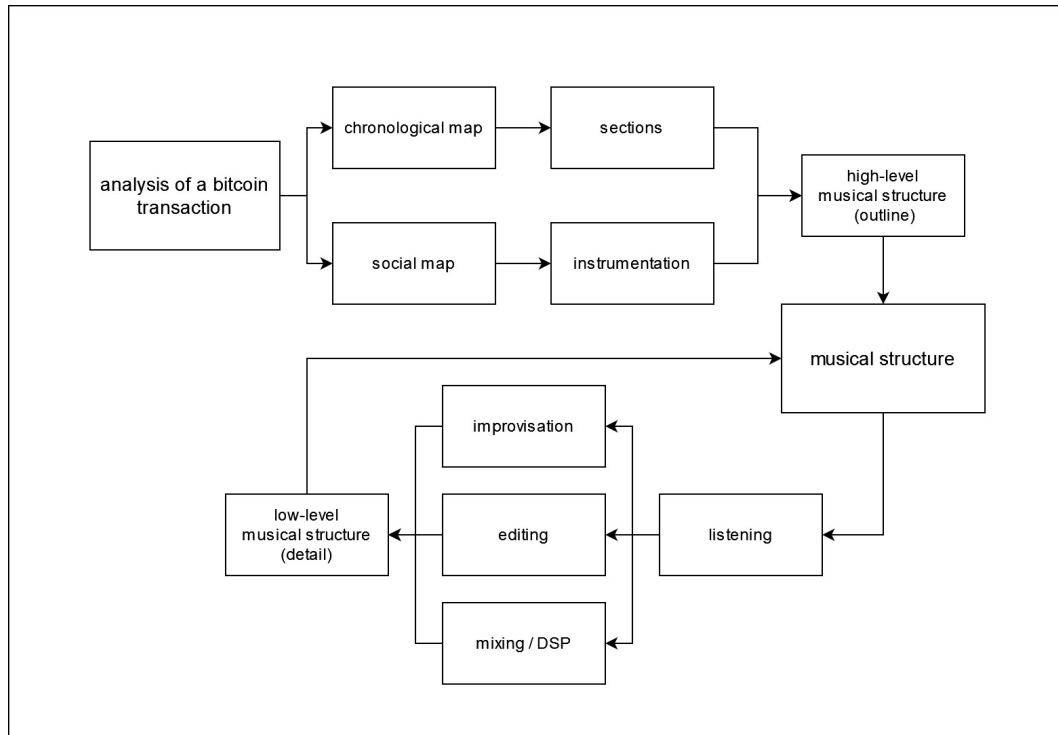 chronological map
sections
analysis of a bitcoin
transaction
high-level
musical structure
(outline)
social map
instrumentation
musical structure
improvisation
low-level
musical structure
(detail)
editing
listening
mixing / DSP